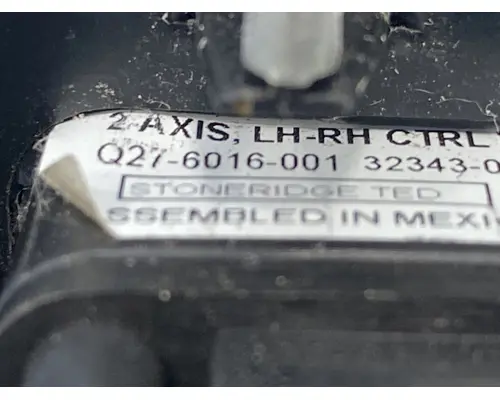 2-AXIS, LH-RH CTRL
Q27-6016-001 32343-0
STONERIDGE TED
SSEMBLED IN MEXI